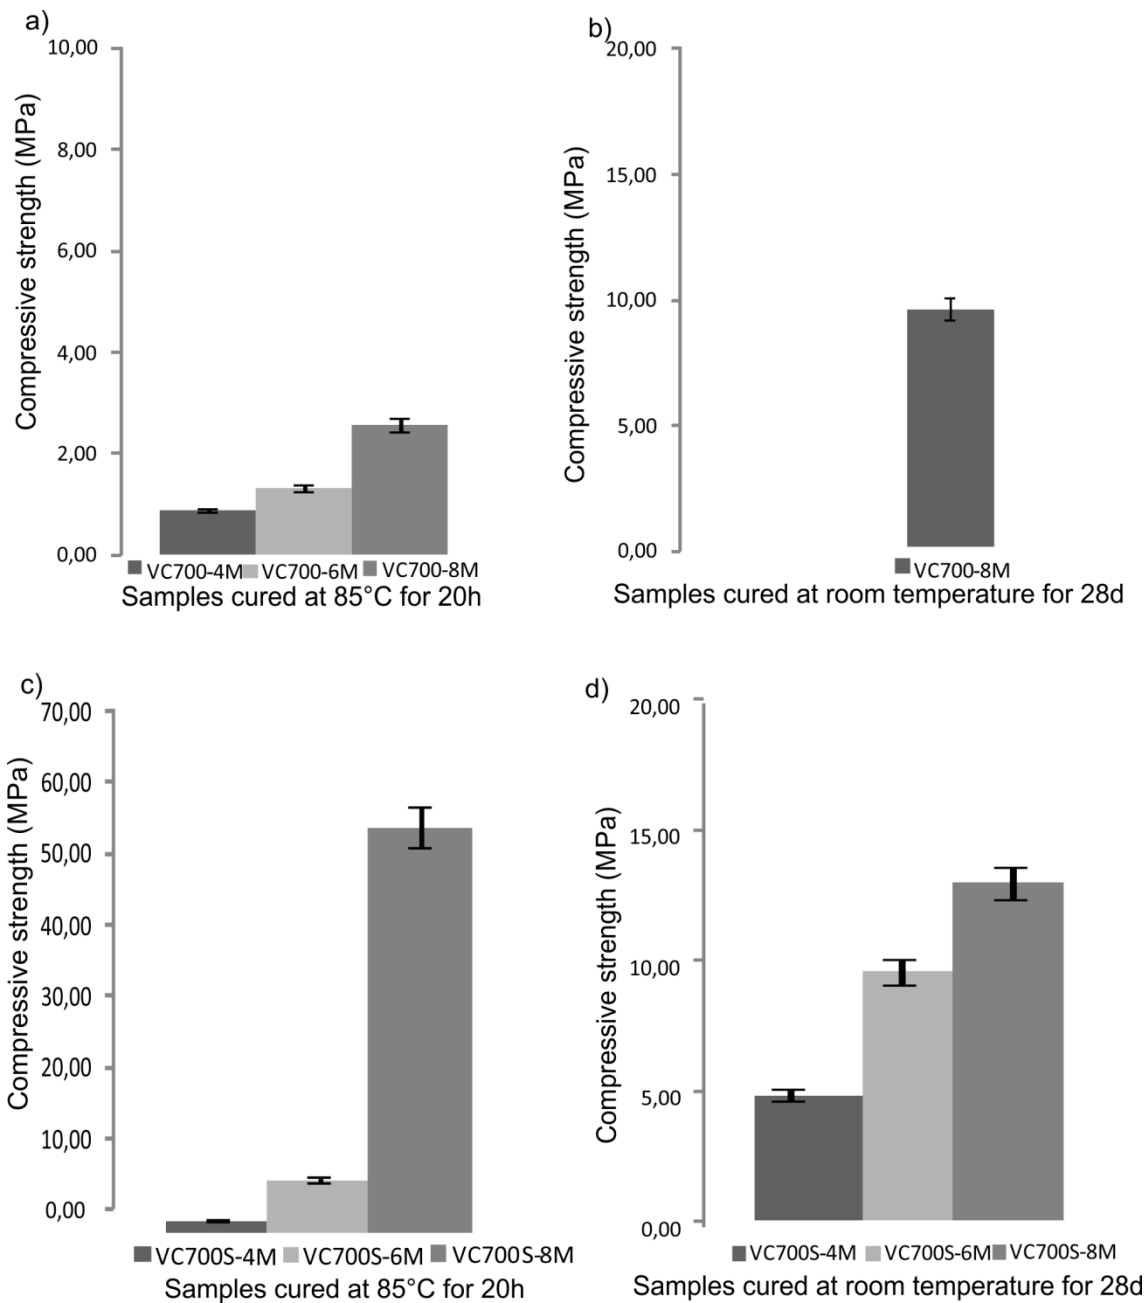 a)
Compressive strength (MPa)
10,00
8,00
6,00
4,00
2,00
0,00
VC700-4M VC700-6M VC700-8M
Samples cured at 85°C for 20h
b)
Compressive strength (MPa)
20,00
15,00
10,00
5,00
0,00
VC700-8M
Samples cured at room temperature for 28d
c)
Compressive strength (MPa)
70,00
60,00
50,00
40,00
30,00
20,00
10,00
0,00
VC700S-4M VC700S-6M VC700S-8M
Samples cured at 85°C for 20h
d)
Compressive strength (MPa)
20,00
15,00
10,00
5,00
0,00
VC700S-4M VC700S-6M VC700S-8M
Samples cured at room temperature for 28d